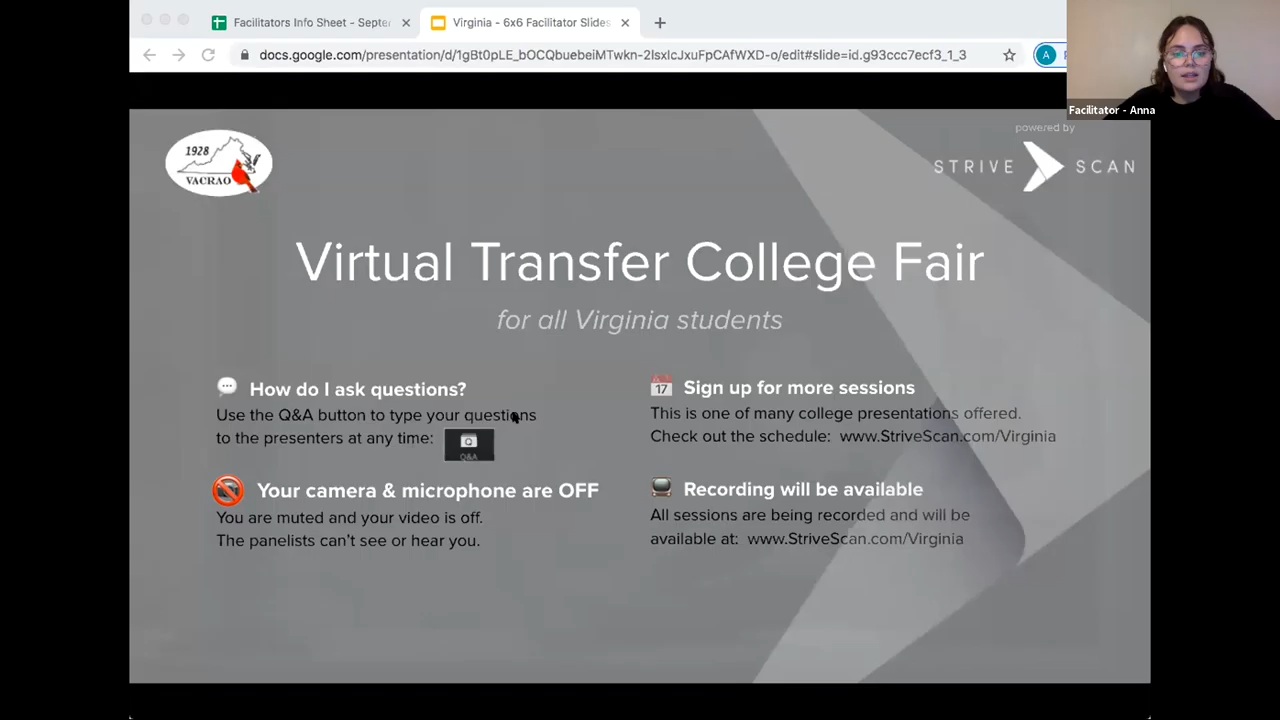 Facilitators Info Sheet - Septe
Virginia - 6x6 Facilitator Slides
docs.google.com/presentation/d/1gBt0pLE_bOCQbuebeiMTwkn-2IsxIcJxuFpCAfWXD-o/edit#slide=id.g93ccc7ecf3_1_3
A
Facilitator - Anna
1928
VACRAO
powered by
STRIVE SCAN
Virtual Transfer College Fair
for all Virginia students
How do I ask questions?
Use the Q&A button to type your questions
to the presenters at any time:
Q&A
Your camera & microphone are OFF
You are muted and your video is off.
The panelists can't see or hear you.
17
Sign up for more sessions
This is one of many college presentations offered.
Check out the schedule: www.StriveScan.com/Virginia
Recording will be available
All sessions are being recorded and will be
available at: www.StriveScan.com/Virginia